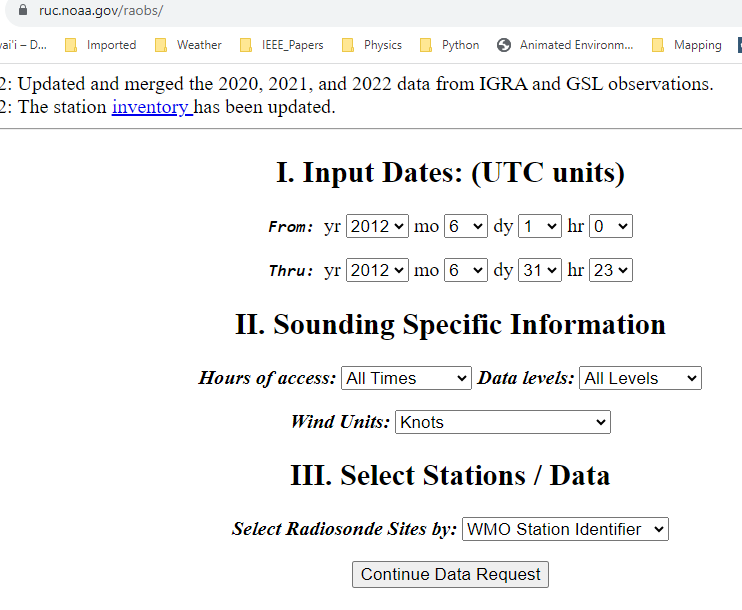 ruc.noaa.gov/raobs/
vai'i – D... Imported Weather IEEE_Papers Physics Python Animated Environm... Mapping
2: Updated and merged the 2020, 2021, and 2022 data from IGRA and GSL observations.
2: The station inventory has been updated.
I. Input Dates: (UTC units)
From: yr 2012 mo 6 dy 1 hr 0
Thru: yr 2012 mo 6 dy 31 hr 23
II. Sounding Specific Information
Hours of access: All Times Data levels: All Levels
Wind Units: Knots
III. Select Stations / Data
Select Radiosonde Sites by: WMO Station Identifier
Continue Data Request